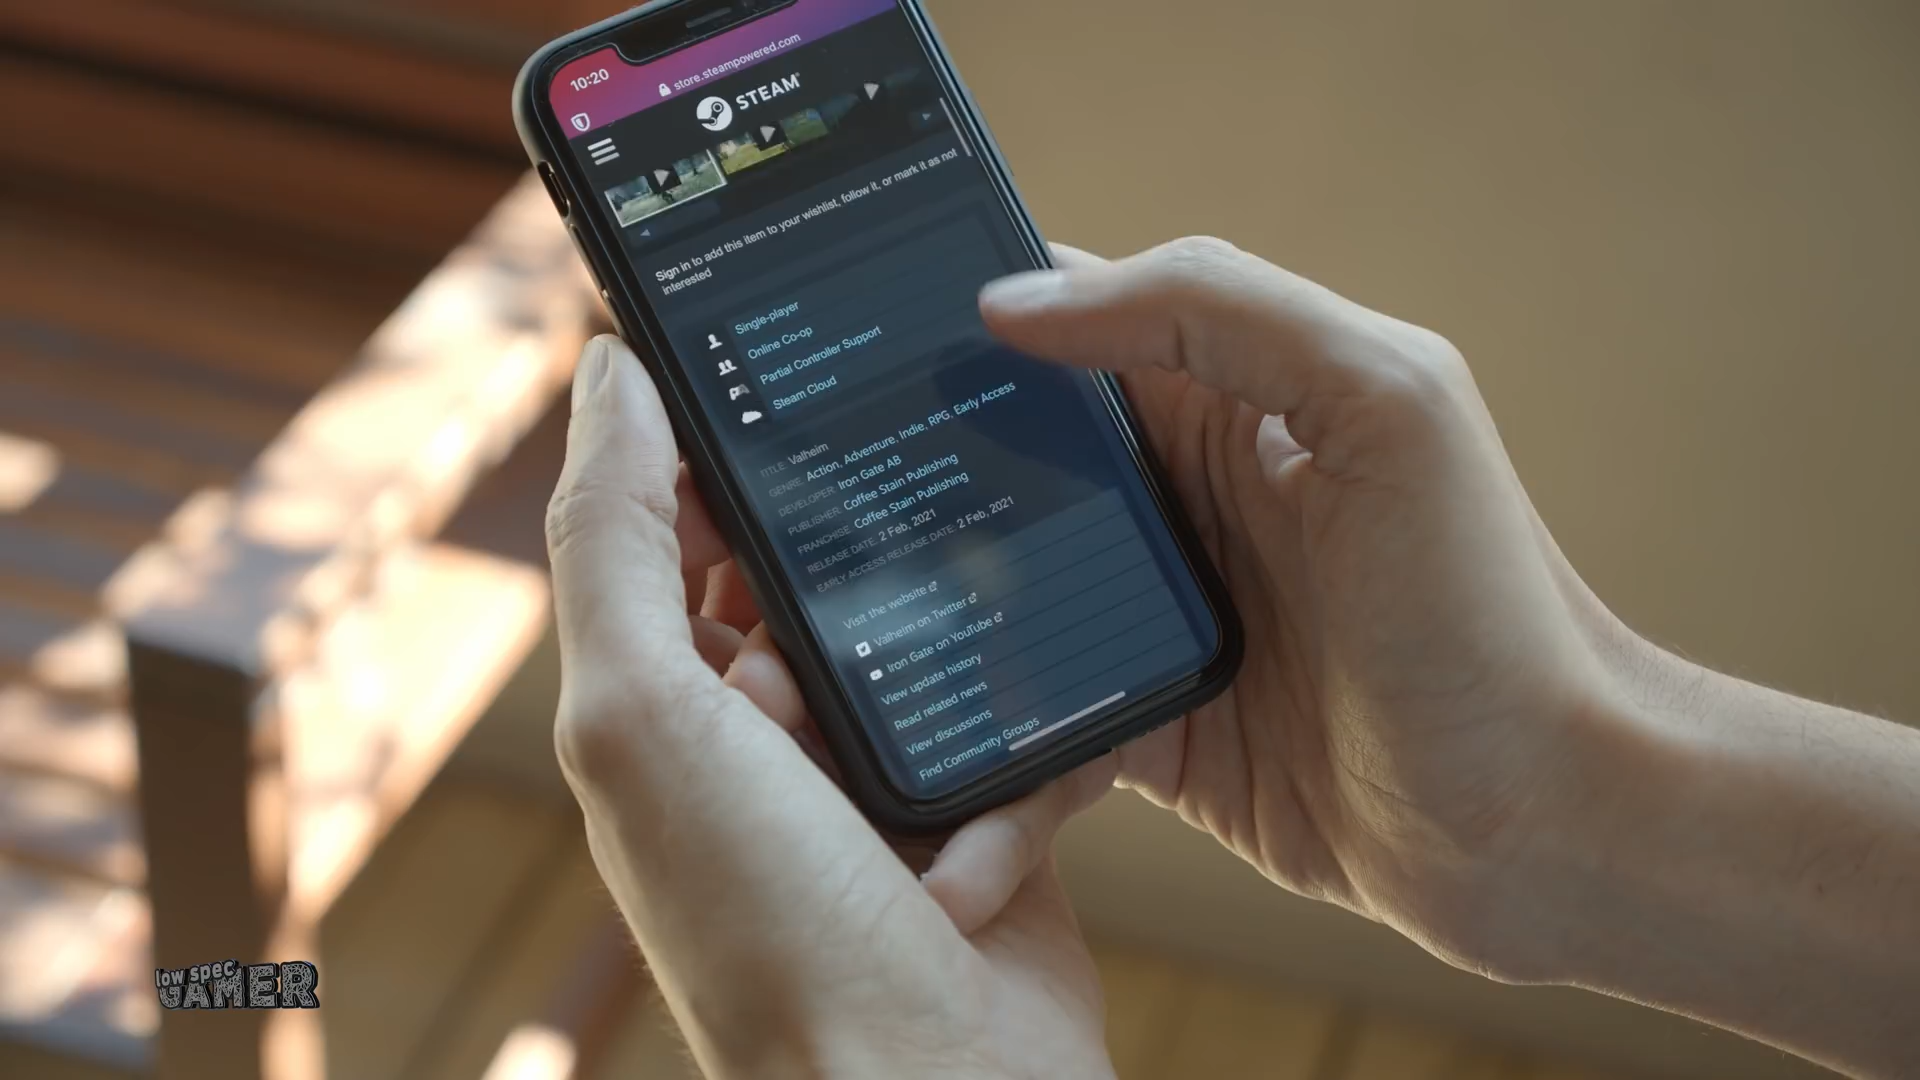 10:20
store.steampowered.com
STEAM
Sign in to add this item to your wishlist, follow it, or mark it as not
interested
Single-player
Online Co-op
Partial Controller Support
Steam Cloud
TITLE: Valheim
GENRE: Action, Adventure, Indie, RPG, Early Access
DEVELOPER: Iron Gate AB
PUBLISHER: Coffee Stain Publishing
FRANCHISE: Coffee Stain Publishing
RELEASE DATE: 2 Feb, 2021
EARLY ACCESS RELEASE DATE: 2 Feb, 2021
Visit the website
Valheim on Twitter
Iron Gate on YouTube
View update history
Read related news
View discussions
Find Community Groups
low spec
GAMER